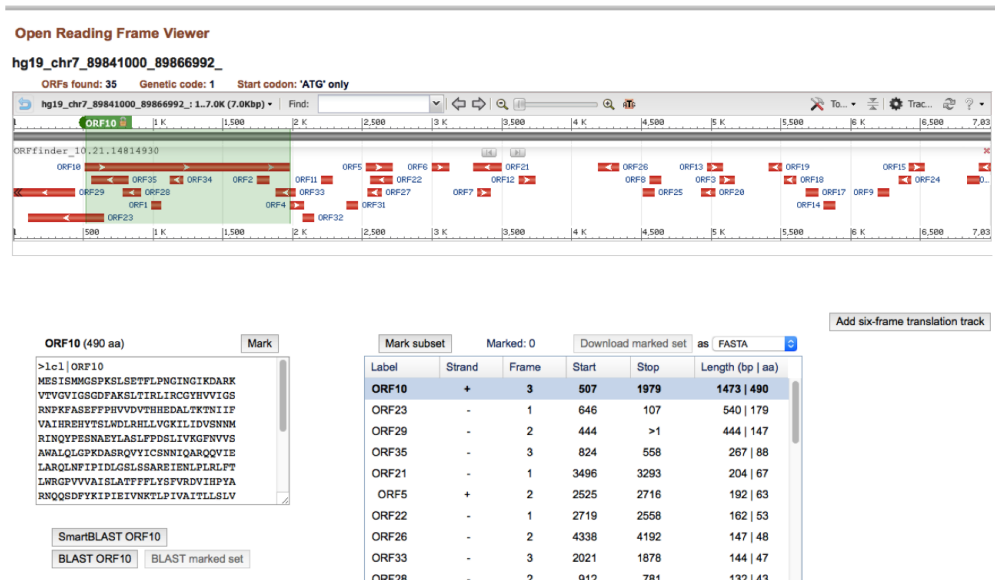 Open Reading Frame Viewer
hg19_chr7_89841000_89866992_
ORFs found: 35 Genetic code: 1 Start codon: 'ATG' only
hg19_chr7_89841000_89866992_: 1..7.0K (7.0Kbp) Find: To... Trac... ?
1 ORF10 1 K 1,500 2 K 2,500 3 K 3,500 4 K 4,500 5 K 5,500 6 K 6,500 7,03
ORFfinder_10.21.14814930
ORF10 ORF5 ORF6 ORF21 ORF26 ORF13 ORF19 ORF15
ORF35 ORF34 ORF2 ORF11 ORF22 ORF12 ORF8 ORF3 ORF18 ORF24 O..
ORF29 ORF28 ORF33 ORF27 ORF7 ORF25 ORF20 ORF17 ORF9
ORF1 ORF4 ORF31 ORF14
ORF23 ORF32
1 500 1 K 1,500 2 K 2,500 3 K 3,500 4 K 4,500 5 K 5,500 6 K 6,500 7,03
Add six-frame translation track
ORF10 (490 aa) Mark
>lcl|ORF10
MESISMMGSPKSLSETFLPNGINGIKDARK
VTVGVIGSGDFAKSLTIRLIRCGYHVVIGS
RNPKFASEFFPHVVDVTHHEDALTKTNIIF
VAIHREHYTSLWDLRHLLVGKILIDVSNNM
RINQYPESNAEYLASLFPDSLIVKGFNVVS
AWALQLGPKDASRQVYICSNNIQARQQVIE
LARQLNFIPIDLGSLSSAREIENLPLRLFT
LWRGPVVVAISLATFFFLYSFVRDVIHPYA
RNQQSDFYKIPIEIVNKTLPIVAITLLSLV
SmartBLAST ORF10
BLAST ORF10 BLAST marked set
Mark subset Marked: 0 Download marked set as FASTA
Label Strand Frame Start Stop Length (bp | aa)
ORF10 + 3 507 1979 1473 | 490
ORF23 - 1 646 107 540 | 179
ORF29 - 2 444 >1 444 | 147
ORF35 - 3 824 558 267 | 88
ORF21 - 1 3496 3293 204 | 67
ORF5 + 2 2525 2716 192 | 63
ORF22 - 1 2719 2558 162 | 53
ORF26 - 2 4338 4192 147 | 48
ORF33 - 3 2021 1878 144 | 47
ORF28 - 2 912 781 132 | 43